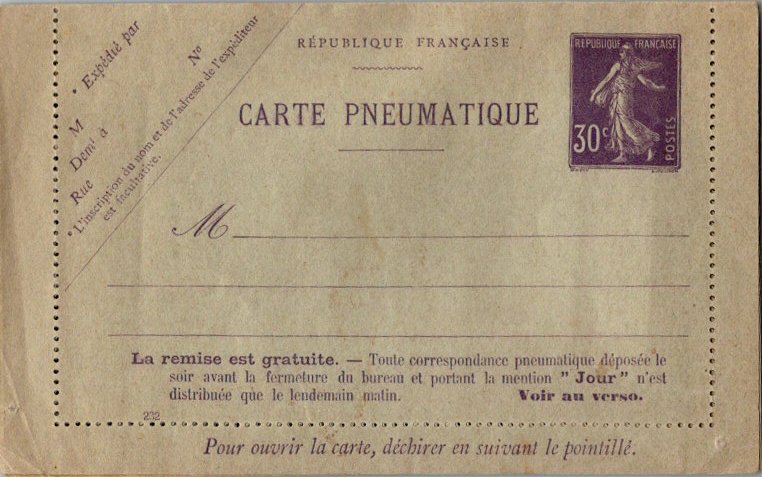 Expédié par
M
Nº
Demt à
Rue
*L'inscription du nom et de l'adresse de l'expéditeur
est facultative.
RÉPUBLIQUE FRANÇAISE
CARTE PNEUMATIQUE
REPUBLIQUE FRANÇAISE
30c
POSTES
M
La remise est gratuite. — Toute correspondance pneumatique déposée le
soir avant la fermeture du bureau et portant la mention " Jour " n'est
distribuée que le lendemain matin. Voir au verso.
232
Pour ouvrir la carte, déchirer en suivant le pointillé.